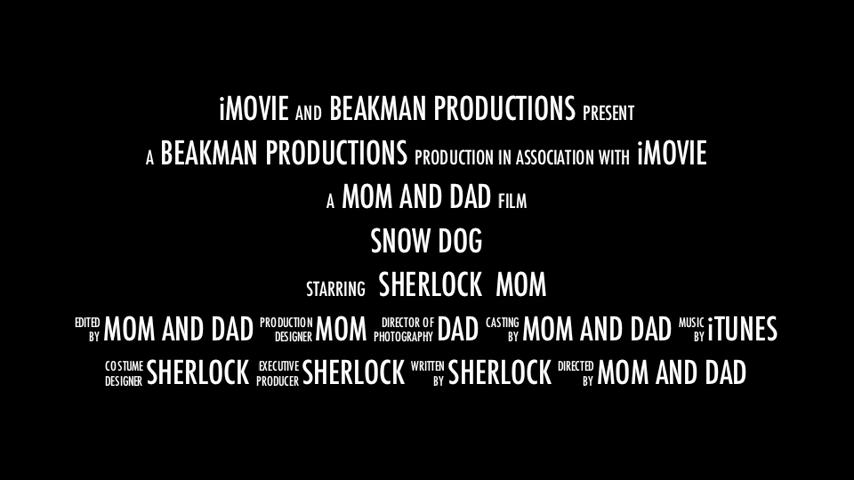 iMOVIE AND BEAKMAN PRODUCTIONS PRESENT
A BEAKMAN PRODUCTIONS PRODUCTION IN ASSOCIATION WITH iMOVIE
A MOM AND DAD FILM
SNOW DOG
STARRING SHERLOCK MOM
EDITED BY MOM AND DAD PRODUCTION DESIGNER MOM DIRECTOR OF PHOTOGRAPHY DAD CASTING BY MOM AND DAD MUSIC BY iTUNES
COSTUME DESIGNER SHERLOCK EXECUTIVE PRODUCER SHERLOCK WRITTEN BY SHERLOCK DIRECTED BY MOM AND DAD